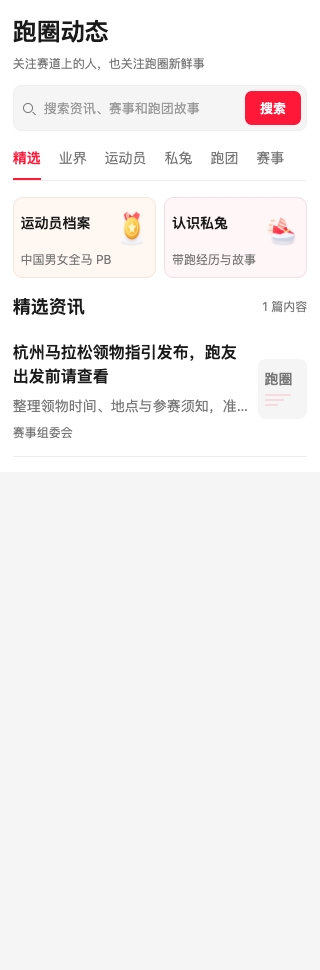 跑圈动态
关注赛道上的人，也关注跑圈新鲜事
搜索资讯、赛事和跑团故事
搜索
精选 业界 运动员 私兔 跑团 赛事
运动员档案
中国男女全马 PB
认识私兔
带跑经历与故事
精选资讯
1 篇内容
杭州马拉松领物指引发布，跑友
出发前请查看
整理领物时间、地点与参赛须知，准...
赛事组委会
跑圈